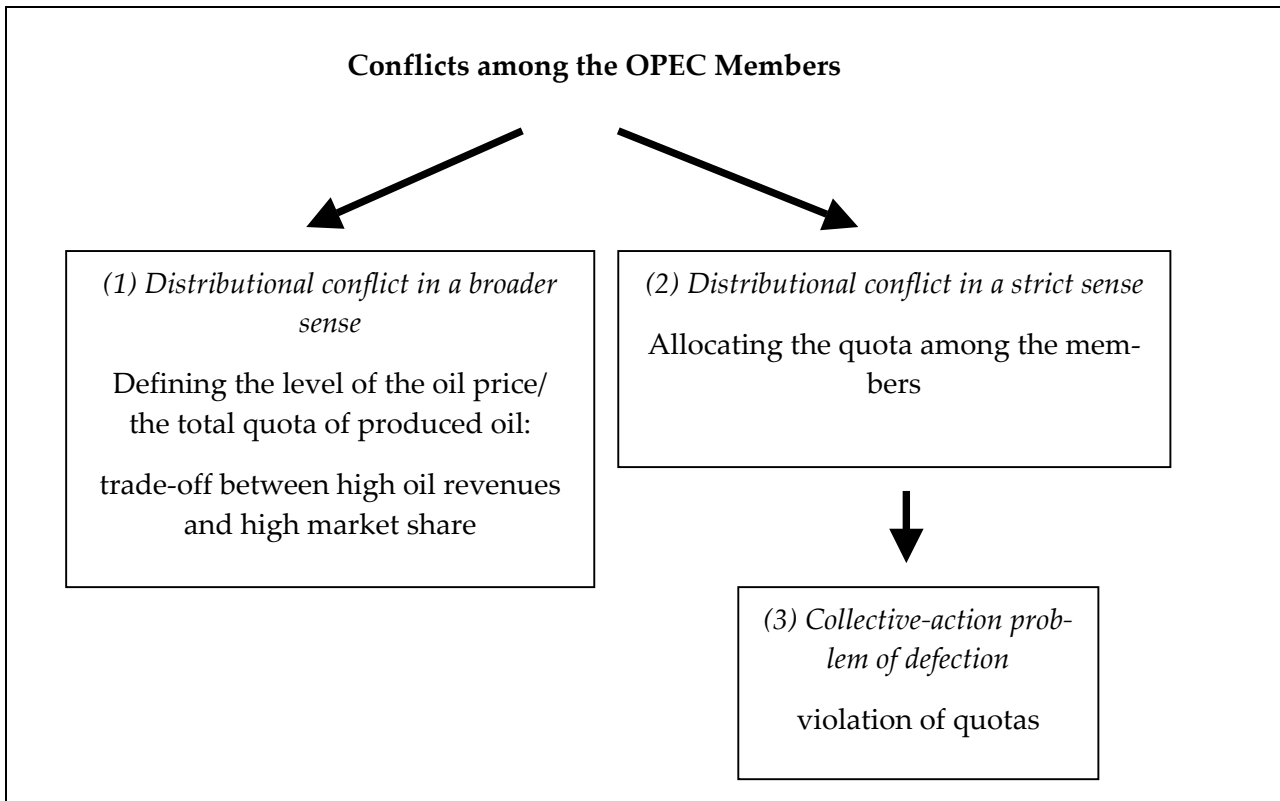 Conflicts among the OPEC Members
(1) Distributional conflict in a broader
sense
Defining the level of the oil price/
the total quota of produced oil:
trade-off between high oil revenues
and high market share
(2) Distributional conflict in a strict sense
Allocating the quota among the mem-
bers
(3) Collective-action prob-
lem of defection
violation of quotas